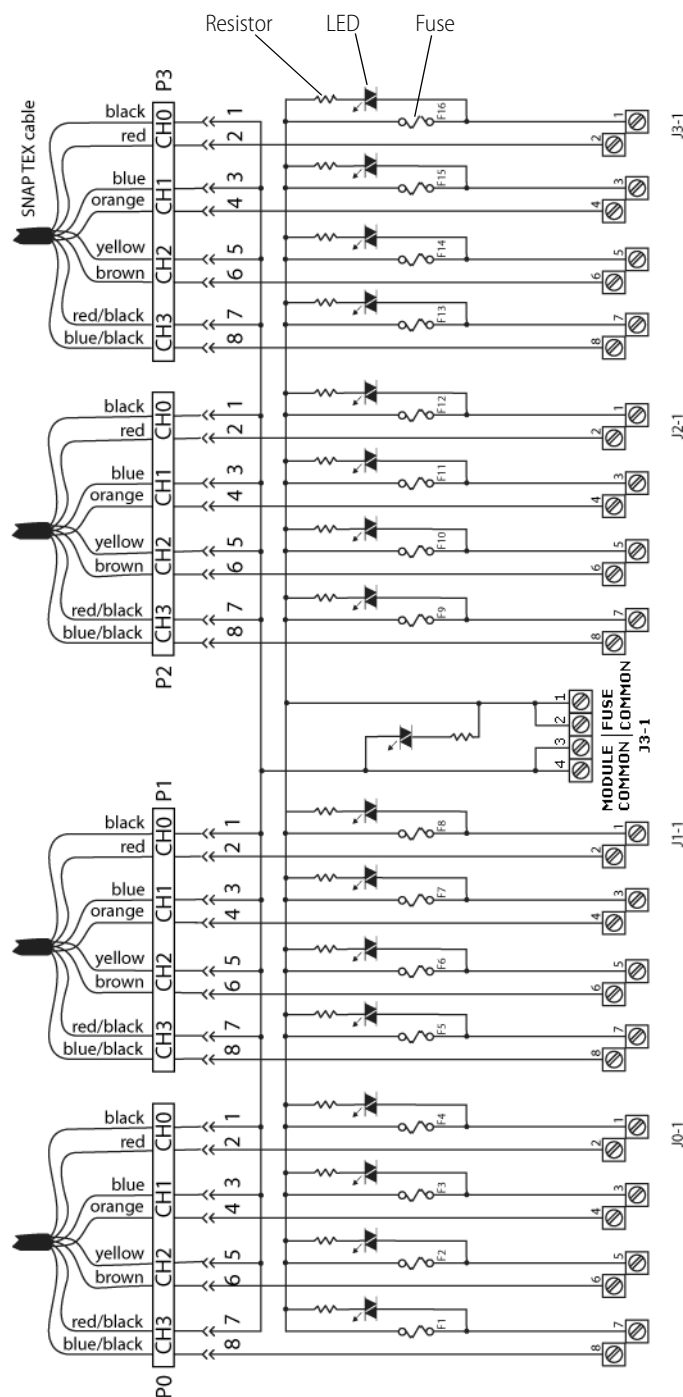 Resistor LED Fuse
SNAP TEX cable
P3
black
red
blue
orange
yellow
brown
red/black
blue/black
CH0
CH1
CH2
CH3
1
2
3
4
5
6
7
8
F16
F15
F14
F13
1
2
3
4
5
6
7
8
J3-1
black
red
blue
orange
yellow
brown
red/black
blue/black
CH0
CH1
CH2
CH3
P2
1
2
3
4
5
6
7
8
F12
F11
F10
F9
1
2
3
4
5
6
7
8
J2-1
1
2
3
4
MODULE COMMON
FUSE COMMON
J3-1
P1
black
red
blue
orange
yellow
brown
red/black
blue/black
CH0
CH1
CH2
CH3
1
2
3
4
5
6
7
8
F8
F7
F6
F5
1
2
3
4
5
6
7
8
J1-1
black
red
blue
orange
yellow
brown
red/black
blue/black
CH0
CH1
CH2
CH3
P0
1
2
3
4
5
6
7
8
F4
F3
F2
F1
1
2
3
4
5
6
7
8
J0-1